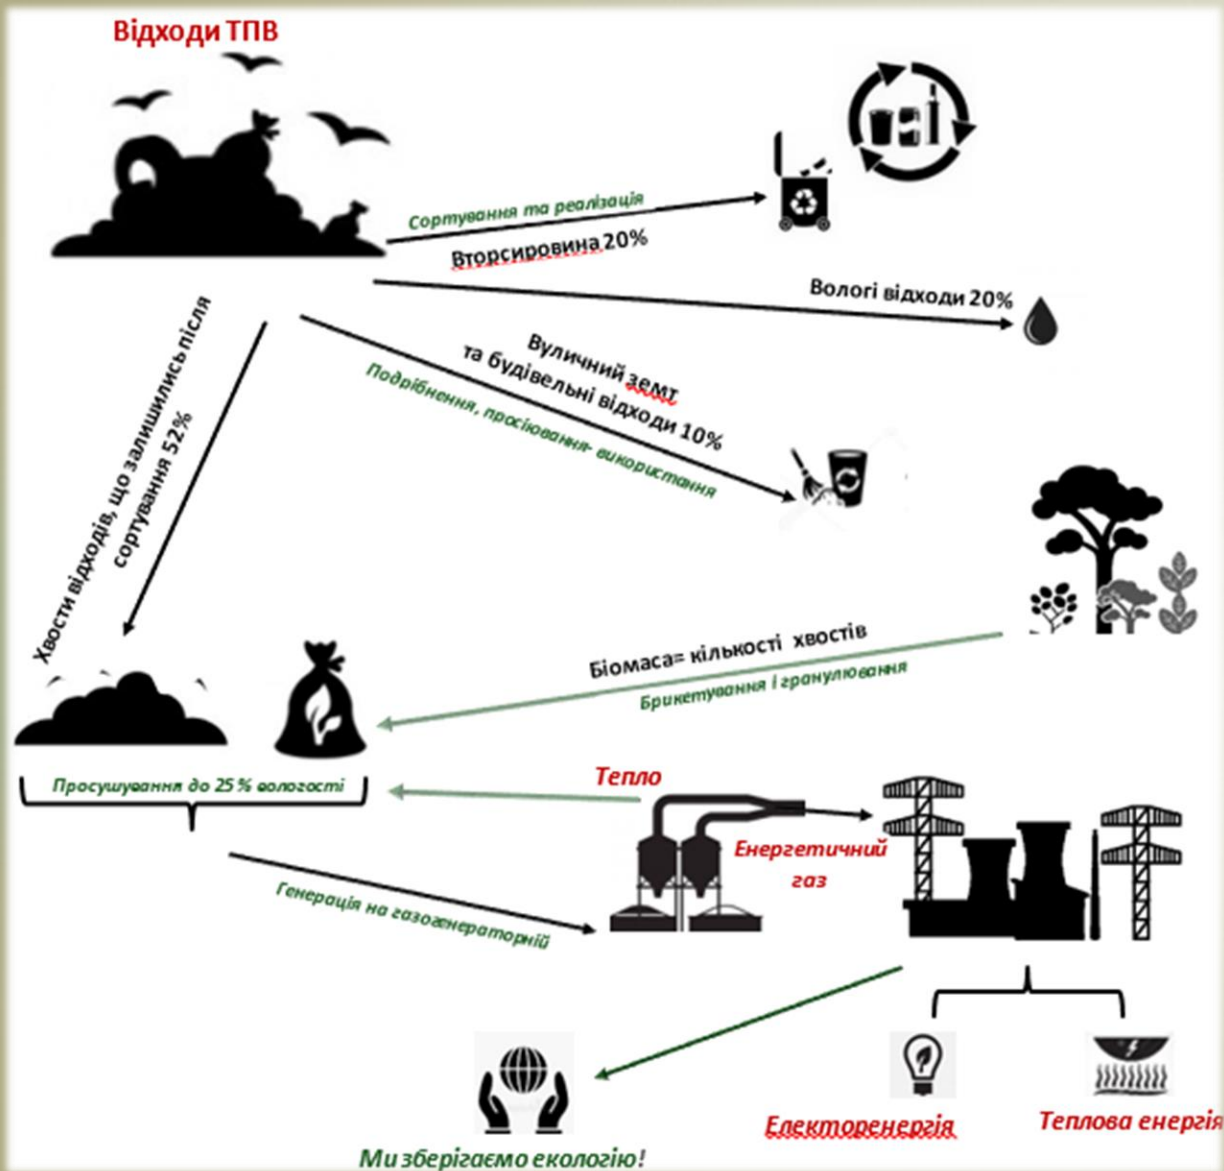 Відходи ТПВ
Сортування та реалізація
Вторсировина 20%
Вологі відходи 20%
Вуличний земт
та будівельні відходи 10%
Подрібнення, просіювання- використання
Хвости відходів, що залишились після
сортування 52%
Біомаса= кількості хвостів
Брикетування і гранулювання
Просушування до 25% вологості
Тепло
Енергетичний
газ
Генерація на газогенераторній
Електоренергія
Теплова енергія
Ми зберігаємо екологію!